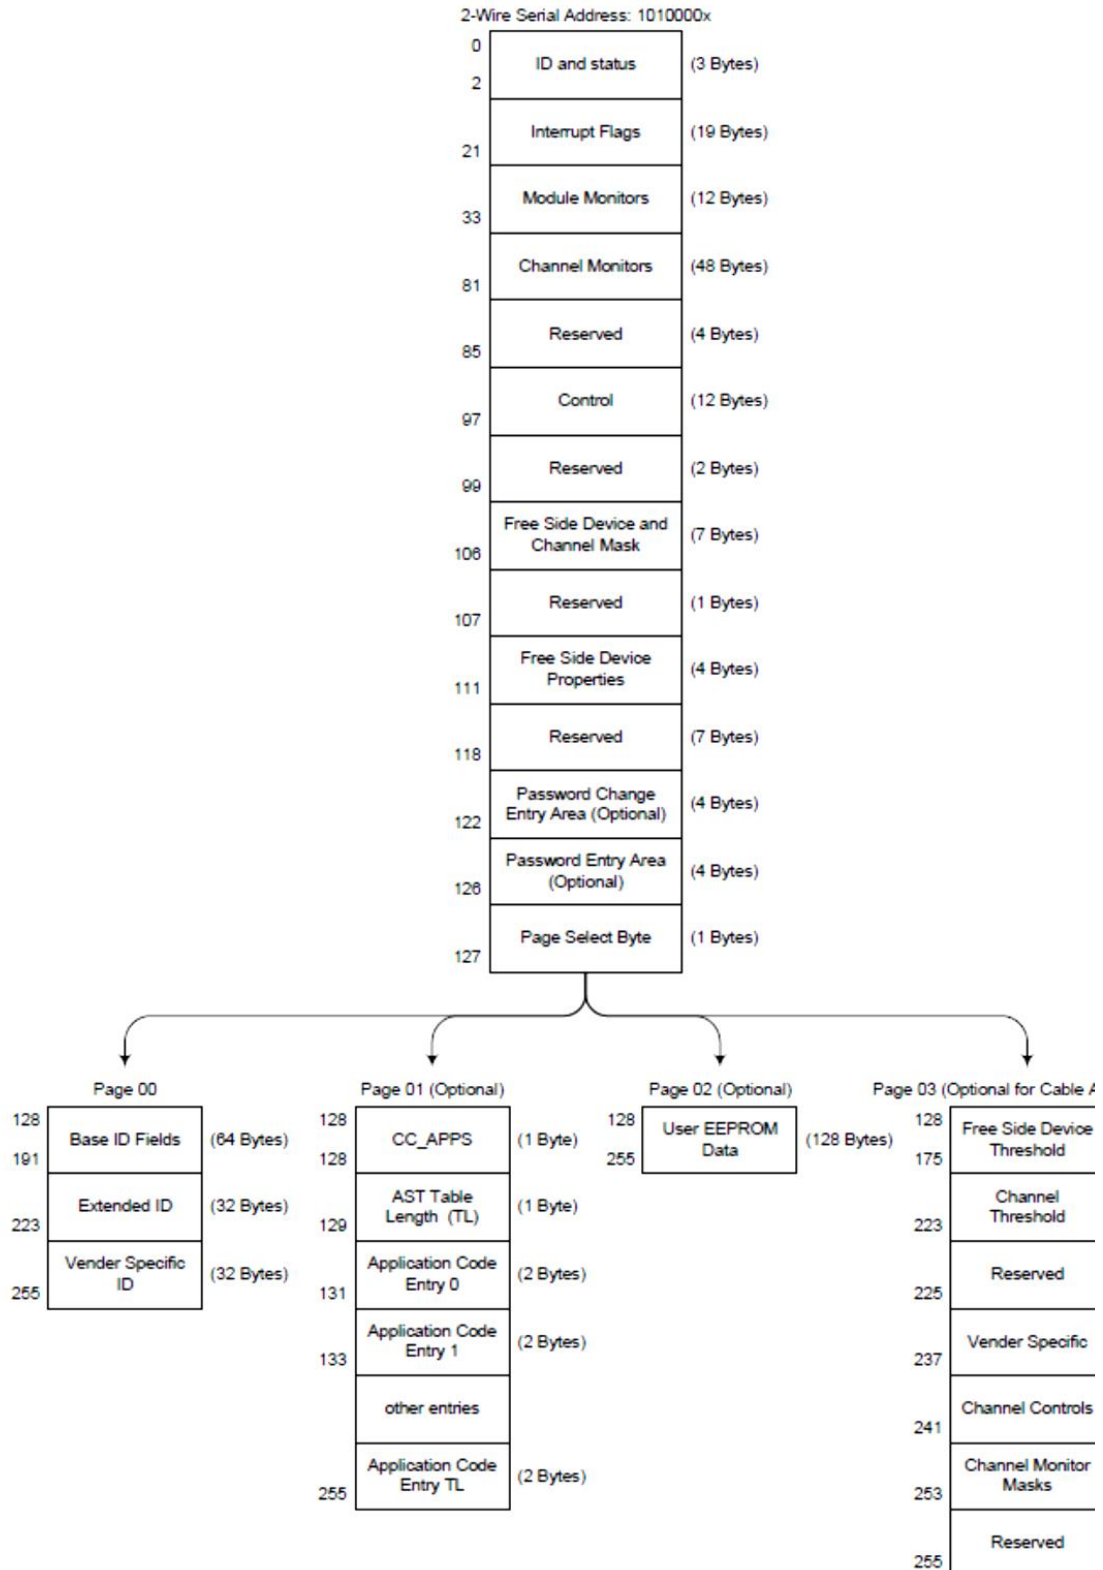 2-Wire Serial Address: 1010000x
0
ID and status
(3 Bytes)
2
Interrupt Flags
(19 Bytes)
21
Module Monitors
(12 Bytes)
33
Channel Monitors
(48 Bytes)
81
Reserved
(4 Bytes)
85
Control
(12 Bytes)
97
Reserved
(2 Bytes)
99
Free Side Device and
Channel Mask
(7 Bytes)
106
Reserved
(1 Bytes)
107
Free Side Device
Properties
(4 Bytes)
111
Reserved
(7 Bytes)
118
Password Change
Entry Area (Optional)
(4 Bytes)
122
Password Entry Area
(Optional)
(4 Bytes)
126
Page Select Byte
(1 Bytes)
127
Page 00
128
Base ID Fields
(64 Bytes)
191
Extended ID
(32 Bytes)
223
Vender Specific
ID
(32 Bytes)
255
Page 01 (Optional)
128
CC_APPS
(1 Byte)
128
AST Table
Length (TL)
(1 Byte)
129
Application Code
Entry 0
(2 Bytes)
131
Application Code
Entry 1
(2 Bytes)
133
other entries
Application Code
Entry TL
(2 Bytes)
255
Page 02 (Optional)
128
User EEPROM
Data
(128 Bytes)
255
Page 03 (Optional for Cable A
128
Free Side Device
Threshold
175
Channel
Threshold
223
Reserved
225
Vender Specific
237
Channel Controls
241
Channel Monitor
Masks
253
Reserved
255